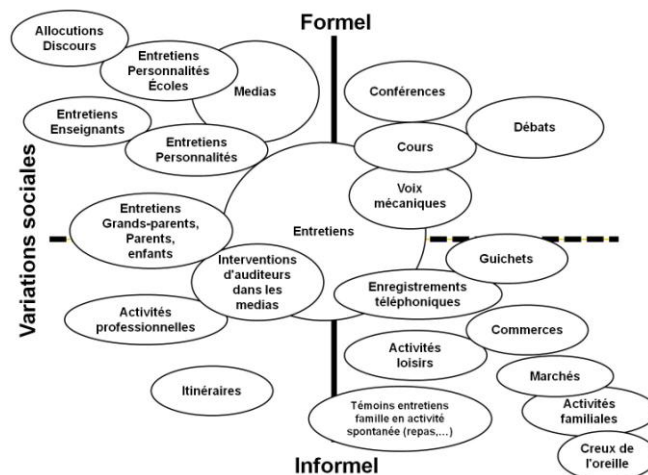 Formel
Allocutions
Discours
Entretiens
Personnalités
Écoles
Medias
Conférences
Entretiens
Enseignants
Débats
Entretiens
Personnalités
Cours
Voix
mécaniques
Variations sociales
Entretiens
Grands-parents,
Parents,
enfants
Entretiens
Interventions
d'auditeurs
dans les
medias
Guichets
Enregistrements
téléphoniques
Activités
professionnelles
Commerces
Activités
loisirs
Marchés
Itinéraires
Témoins entretiens
famille en activité
spontanée (repas,...)
Activités
familiales
Creux de
l'oreille
Informel